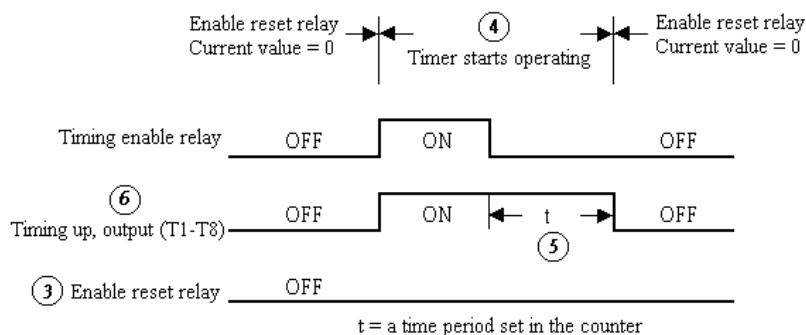 Enable reset relay
Current value = 0
4
Timer starts operating
Enable reset relay
Current value = 0
Timing enable relay
OFF
ON
OFF
6
Timing up, output (T1-T8)
OFF
ON
t
OFF
5
3 Enable reset relay
OFF
t = a time period set in the counter